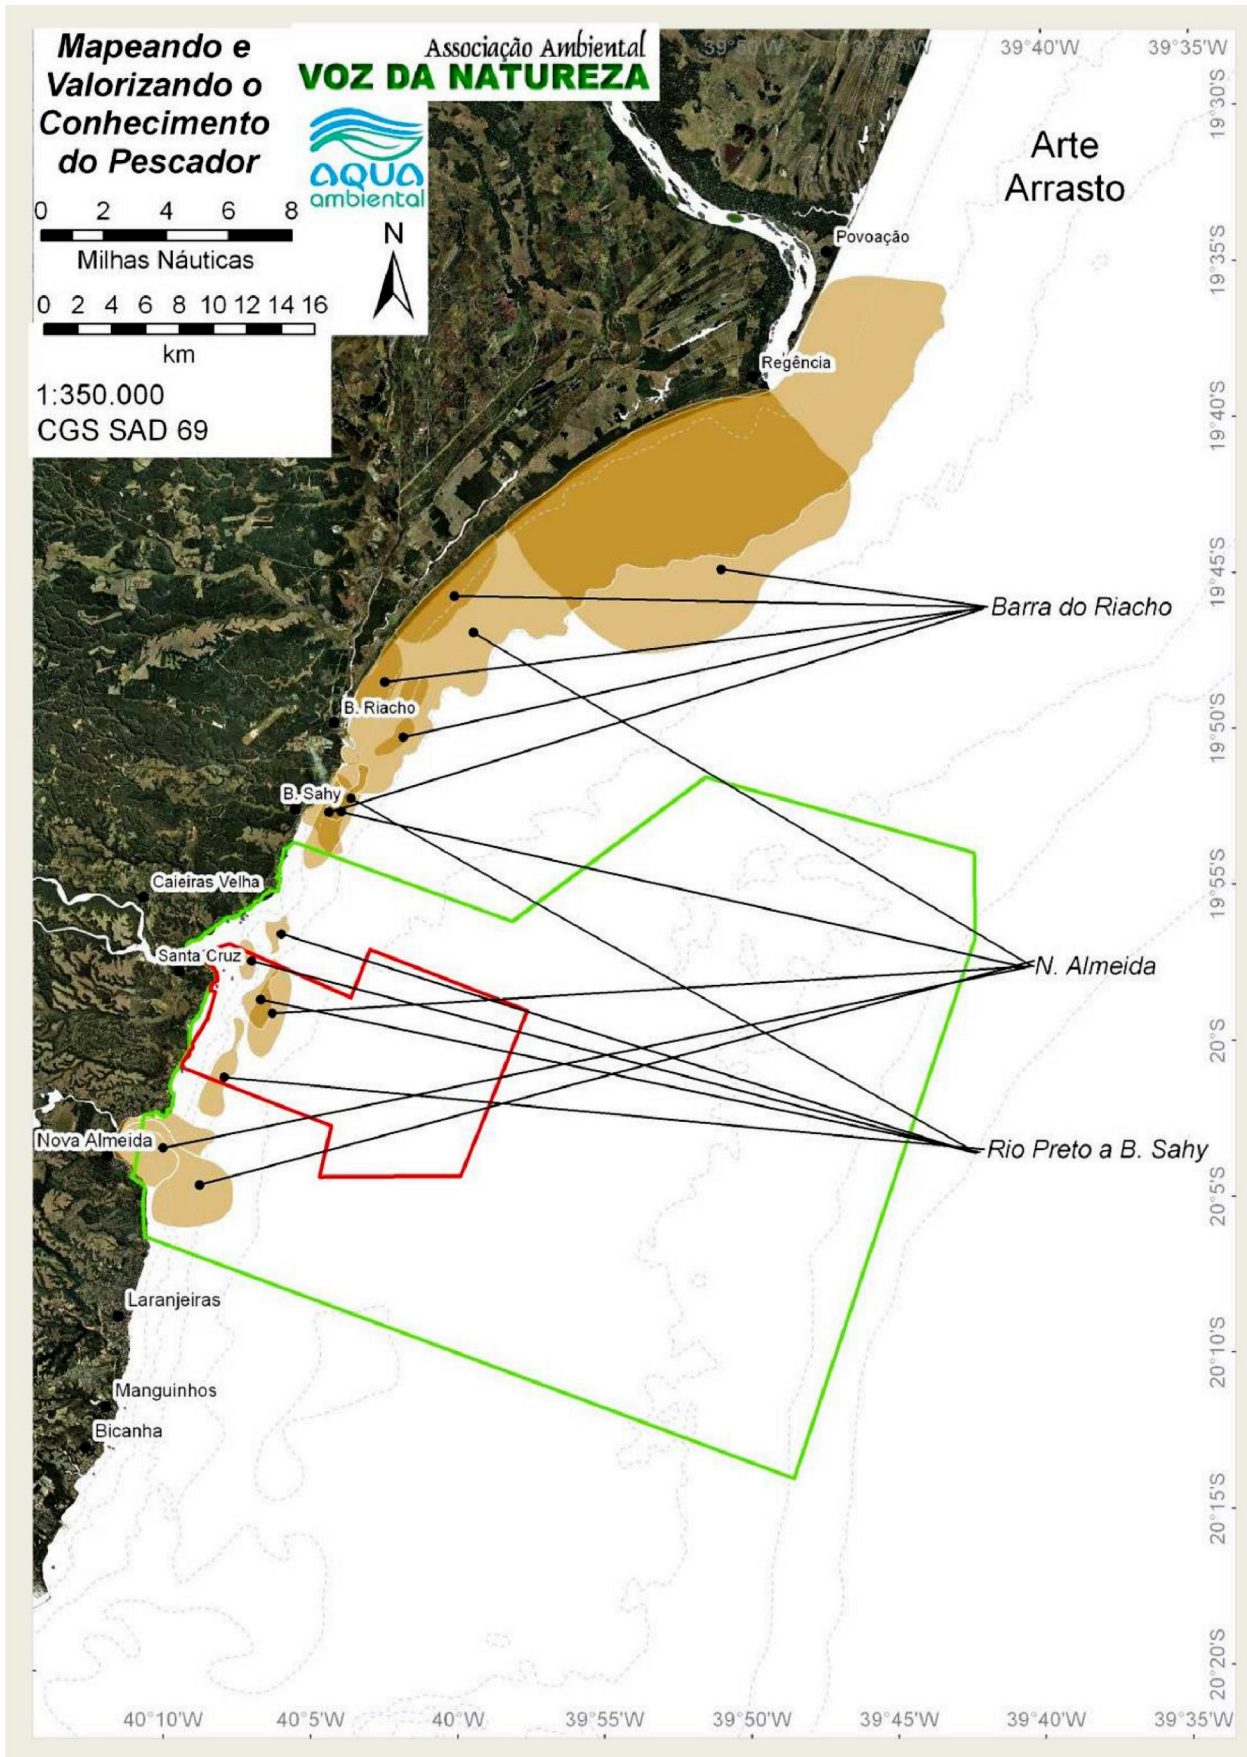 Mapeando e
Valorizando o
Conhecimento
do Pescador
Associação Ambiental
VOZ DA NATUREZA
AQUA
ambiental
0 2 4 6 8
Milhas Náuticas
0 2 4 6 8 10 12 14 16
km
1:350.000
CGS SAD 69
N
Arte
Arrasto
39°50'W
39°45'W
39°40'W
39°35'W
19°30'S
19°35'S
19°40'S
19°45'S
19°50'S
19°55'S
20°S
20°5'S
20°10'S
20°15'S
20°20'S
Povoação
Regência
Barra do Riacho
B. Riacho
B. Sahy
Caieiras Velha
Santa Cruz
N. Almeida
Nova Almeida
Rio Preto a B. Sahy
Laranjeiras
Manguinhos
Bicanha
40°10'W
40°5'W
40°W
39°55'W
39°50'W
39°45'W
39°40'W
39°35'W